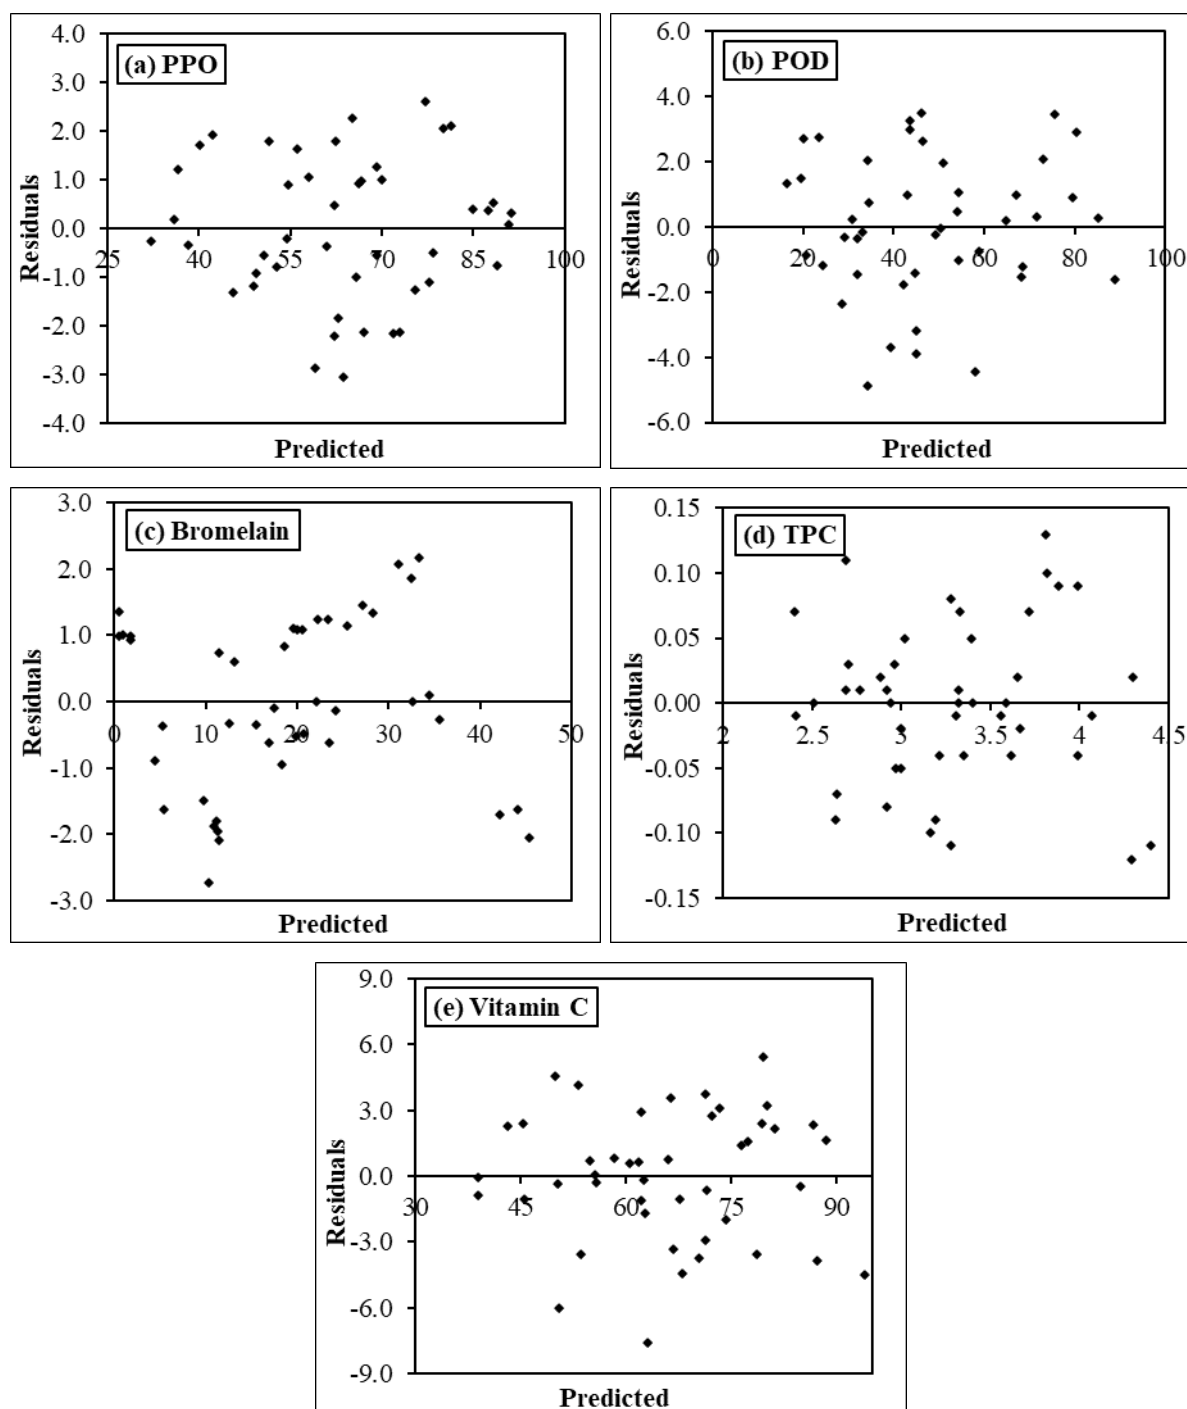 (a) PPO
4.0
3.0
2.0
1.0
0.0
-1.0
-2.0
-3.0
-4.0
25 40 55 70 85 100
Residuals
Predicted
(b) POD
6.0
4.0
2.0
0.0
-2.0
-4.0
-6.0
0 20 40 60 80 100
Residuals
Predicted
(c) Bromelain
3.0
2.0
1.0
0.0
-1.0
-2.0
-3.0
0 10 20 30 40 50
Residuals
Predicted
(d) TPC
0.15
0.10
0.05
0.00
-0.05
-0.10
-0.15
2 2.5 3 3.5 4 4.5
Residuals
Predicted
(e) Vitamin C
9.0
6.0
3.0
0.0
-3.0
-6.0
-9.0
30 45 60 75 90
Residuals
Predicted